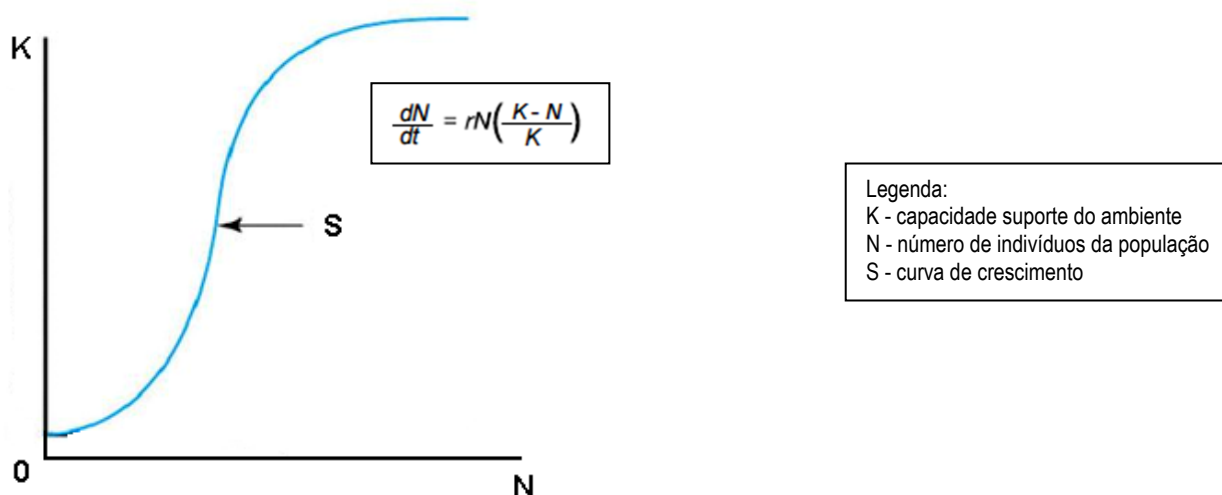 K
dN/dt = rN(K - N/K)
S
0
N
Legenda:
K - capacidade suporte do ambiente
N - número de indivíduos da população
S - curva de crescimento